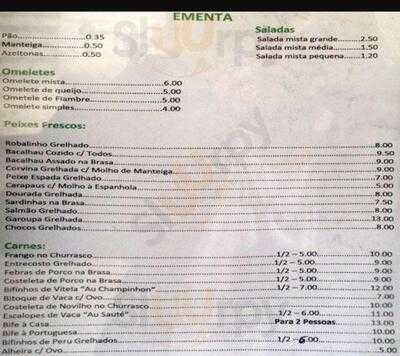 EMENTA
Pão 0.35
Manteiga 0.50
Azeitonas 0.50
Saladas
Salada mista grande 2.50
Salada mista média 1.50
Salada mista pequena 1.20
Omeletes
Omelete mista 6.00
Omelete de queijo 5.00
Ometele de Fiambre 5.00
Omelete simples 4.00
Peixes Frescos:
Robalinho Grelhado 8.00
Bacalhau Cozido c/ Todos 9.50
Bacalhau Assado na Brasa 9.00
Corvina Grelhada c/ Molho de Manteiga 9.00
Peixe Espada Grelhado 7.00
Carapaus c/ Molho à Espanhola 5.00
Dourada Grelhada 8.00
Sardinhas na Brasa 7.50
Salmão Grelhado 8.00
Garoupa Grelhada 13.00
Chocos Grelhados 8.00
Carnes:
Frango no Churrasco 1/2 – 5.00 10.00
Entrecosto Grelhado 1/2 – 5.00 9.00
Febras de Porco na Brasa 1/2 – 5.00 9.00
Costeleta de Porco na Brasa 1/2 – 5.00 9.00
Bifinhos de Vitela "Au Champinhon" 1/2 – 7.00 12.00
Bitoque de Vaca c/ Ovo 7.00
Costeleta de Novilho no Churrasco 10.00
Escalopes de Vaca "Au Sauté" 1/2 – 6.00 11.00
Bife à Casa Para 2 Pessoas 13.00
Bife à Portuguesa 10.00
Bifinhos de Peru Grelhados 1/2 - 6.00 10.00
Alheira c/ Ovo 5.00